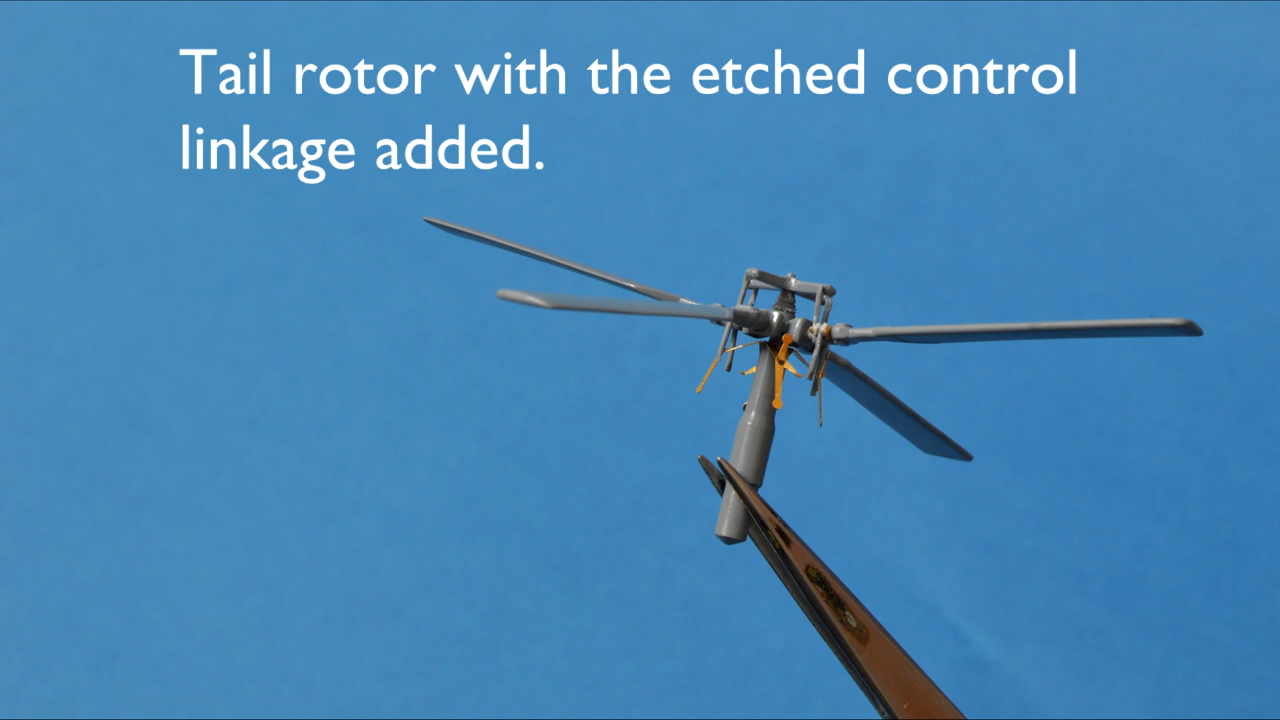 Tail rotor with the etched control
linkage added.